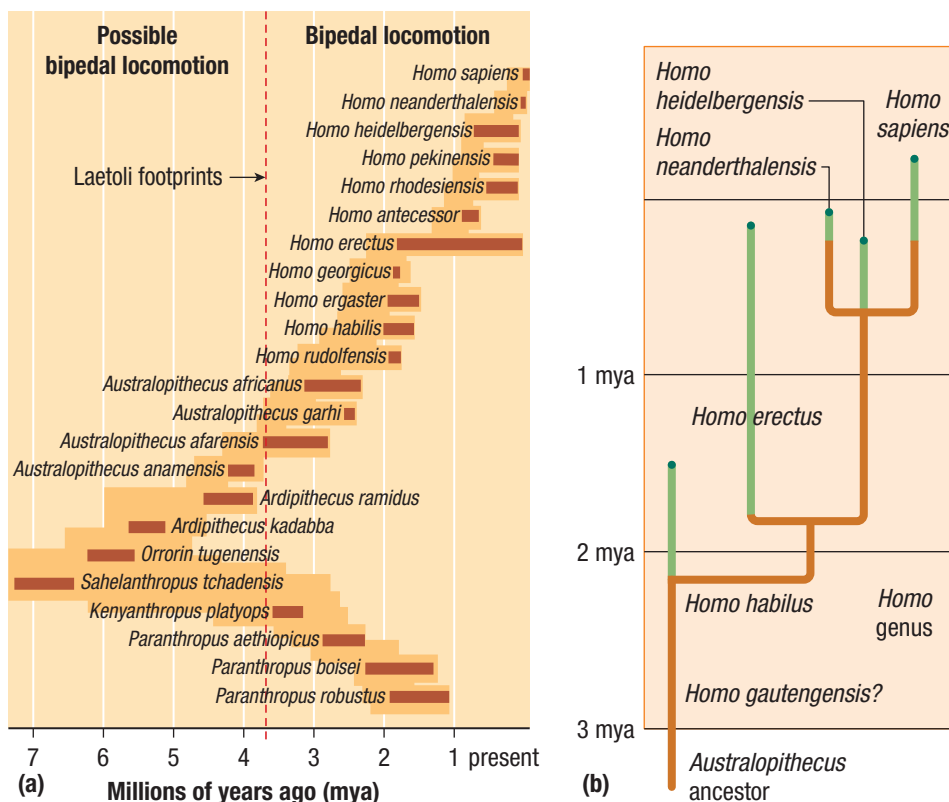 Possible
bipedal locomotion
Bipedal locomotion
Laetoli footprints
Homo sapiens
Homo neanderthalensis
Homo heidelbergensis
Homo pekinensis
Homo rhodesiensis
Homo antecessor
Homo erectus
Homo georgicus
Homo ergaster
Homo habilis
Homo rudolfensis
Australopithecus africanus
Australopithecus garhi
Australopithecus afarensis
Australopithecus anamensis
Ardipithecus ramidus
Ardipithecus kadabba
Orrorin tugenensis
Sahelanthropus tchadensis
Kenyanthropus platyops
Paranthropus aethiopicus
Paranthropus boisei
Paranthropus robustus
7 6 5 4 3 2 1 present
(a) Millions of years ago (mya)
Homo
heidelbergensis
Homo
neanderthalensis
Homo
sapiens
1 mya
Homo erectus
2 mya
Homo habilus
Homo
genus
Homo gautengensis?
3 mya
Australopithecus
ancestor
(b)